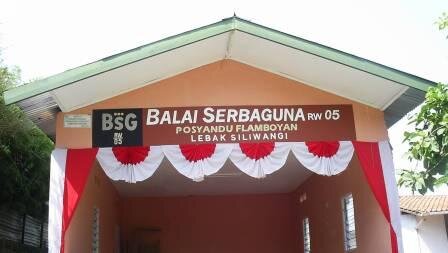 BSG
RW
05
BALAI SERBAGUNA RW 05
POSYANDU FLAMBOYAN
LEBAK SILIWANGI